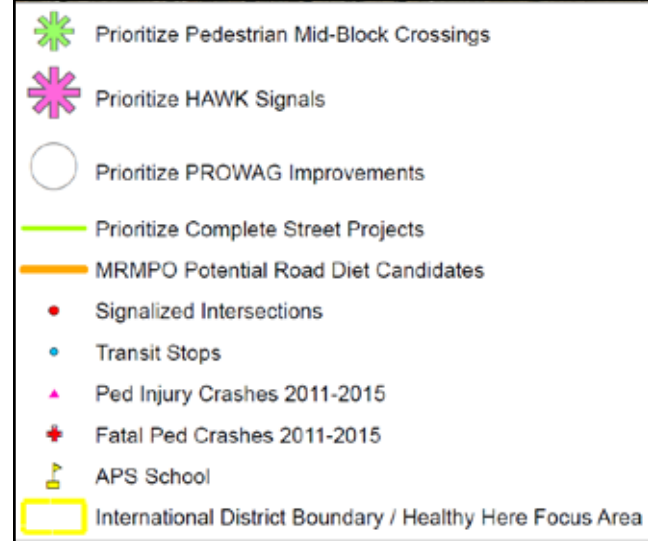 Prioritize Pedestrian Mid-Block Crossings
Prioritize HAWK Signals
Prioritize PROWAG Improvements
Prioritize Complete Street Projects
MRMPO Potential Road Diet Candidates
Signalized Intersections
Transit Stops
Ped Injury Crashes 2011-2015
Fatal Ped Crashes 2011-2015
APS School
International District Boundary / Healthy Here Focus Area